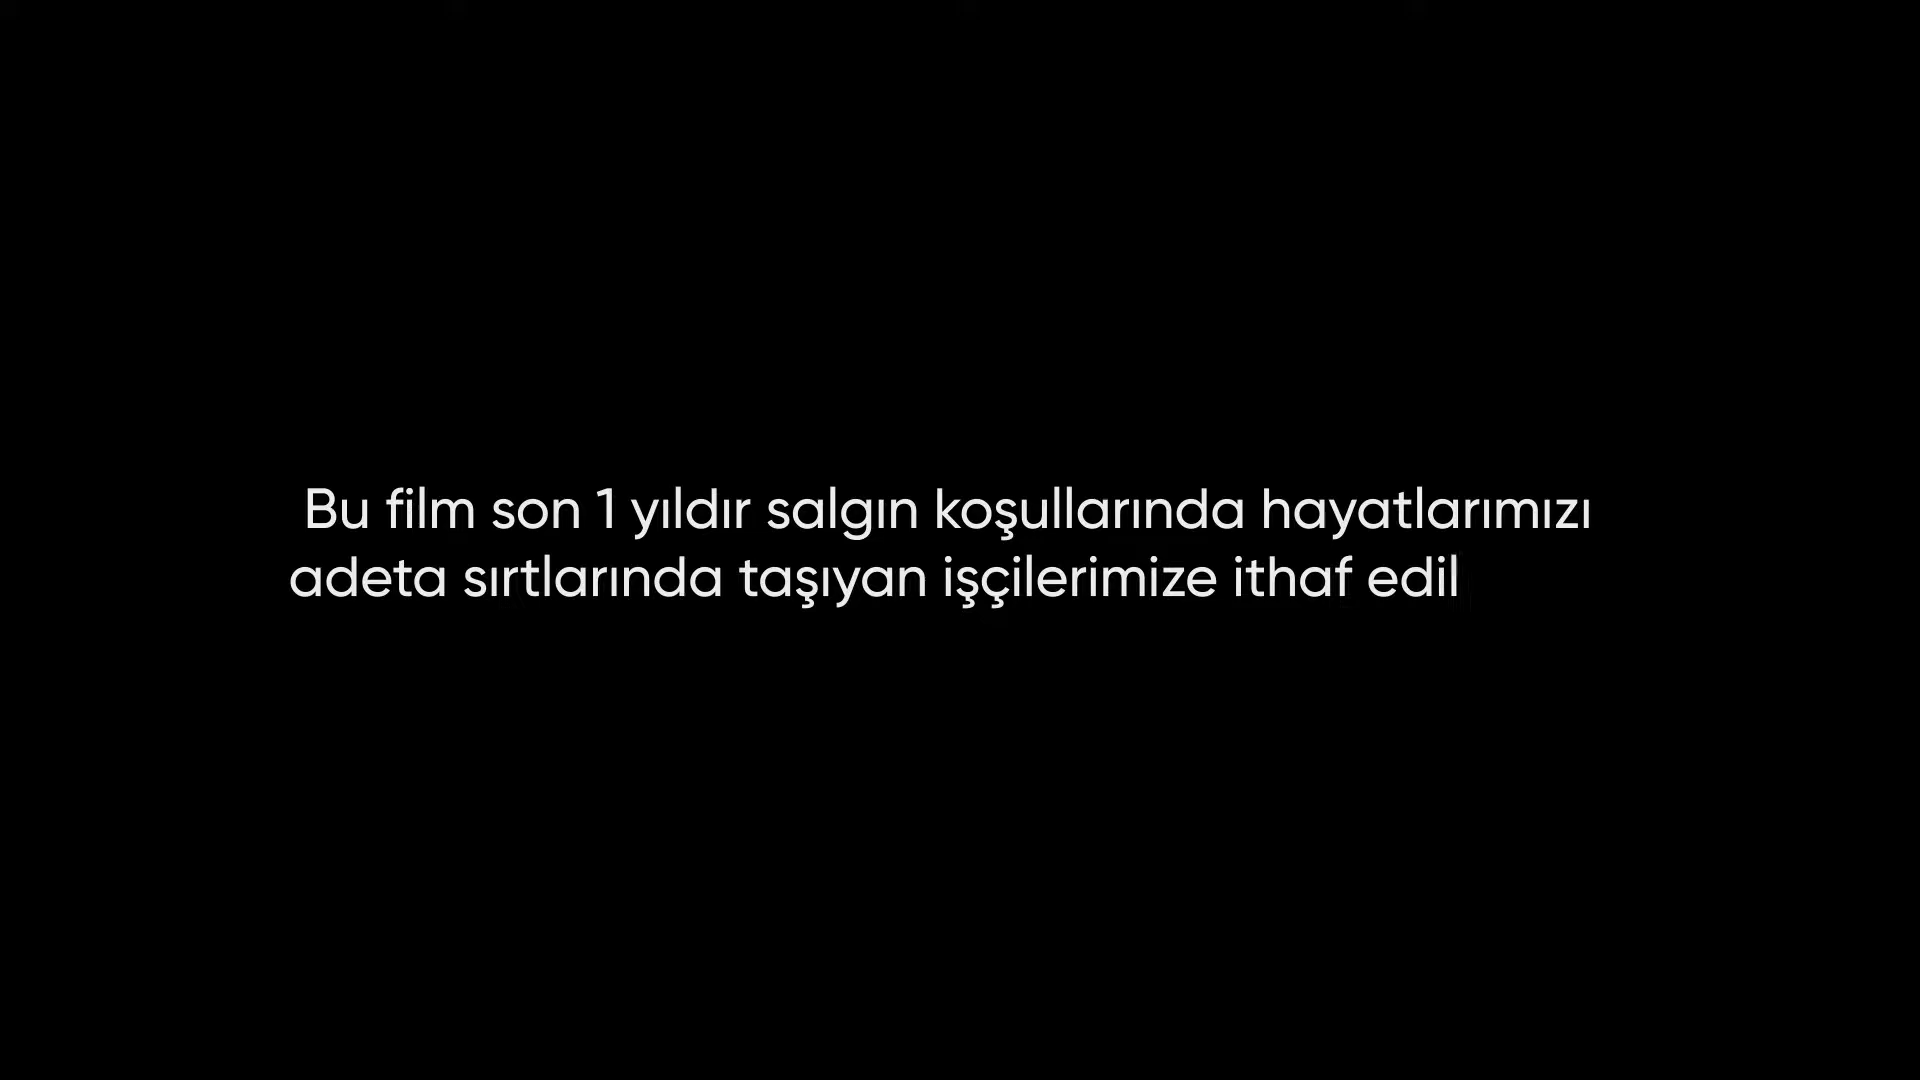 Bu film son 1 yıldır salgın koşullarında hayatlarımızı
adeta sırtlarında taşıyan işçilerimize ithaf edil